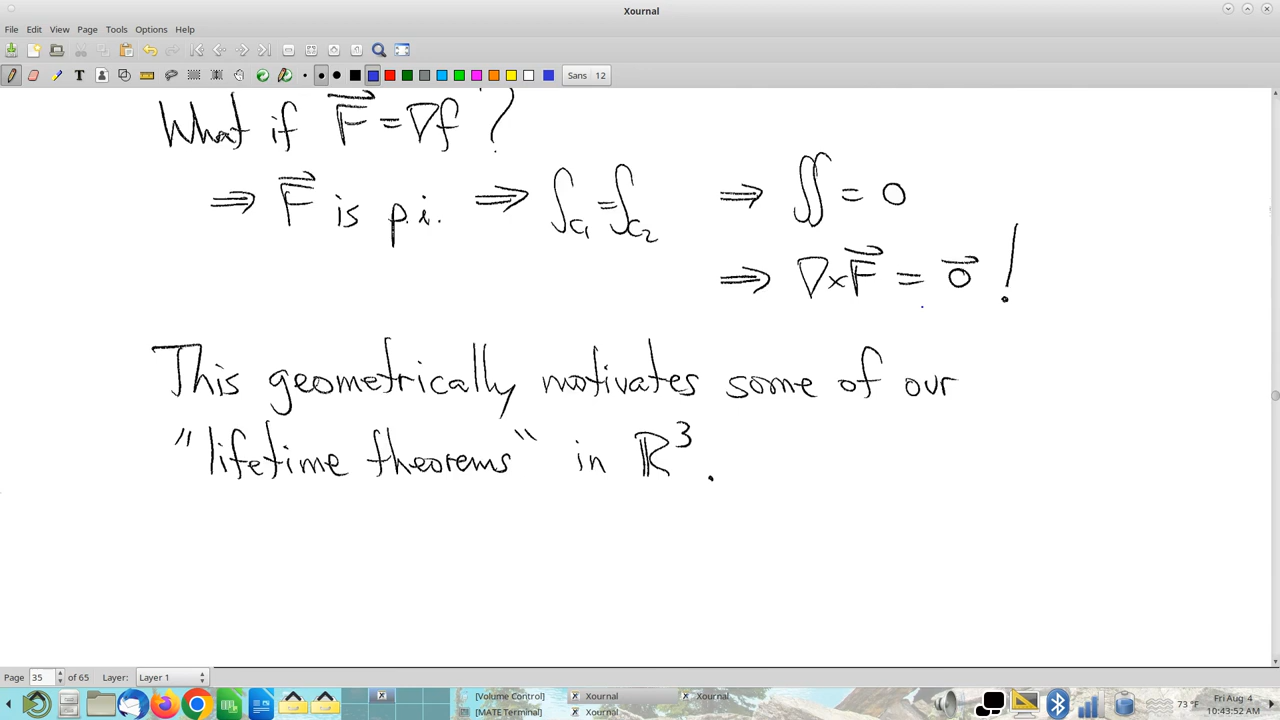 Xournal
File Edit View Page Tools Options Help
Sans 12
What if F⃗ = ∇f ?
⇒ F⃗ is p.i. ⇒ ∫C1 = ∫C2 ⇒ ∬ = 0
⇒ ∇×F⃗ = 0⃗ !
This geometrically motivates some of our
"lifetime theorems" in ℝ³.
Page 35 of 65 Layer: Layer 1
[Volume Control] Xournal Xournal
[MATE Terminal] Xournal
73 °F
Fri Aug 4
10:43:52 AM